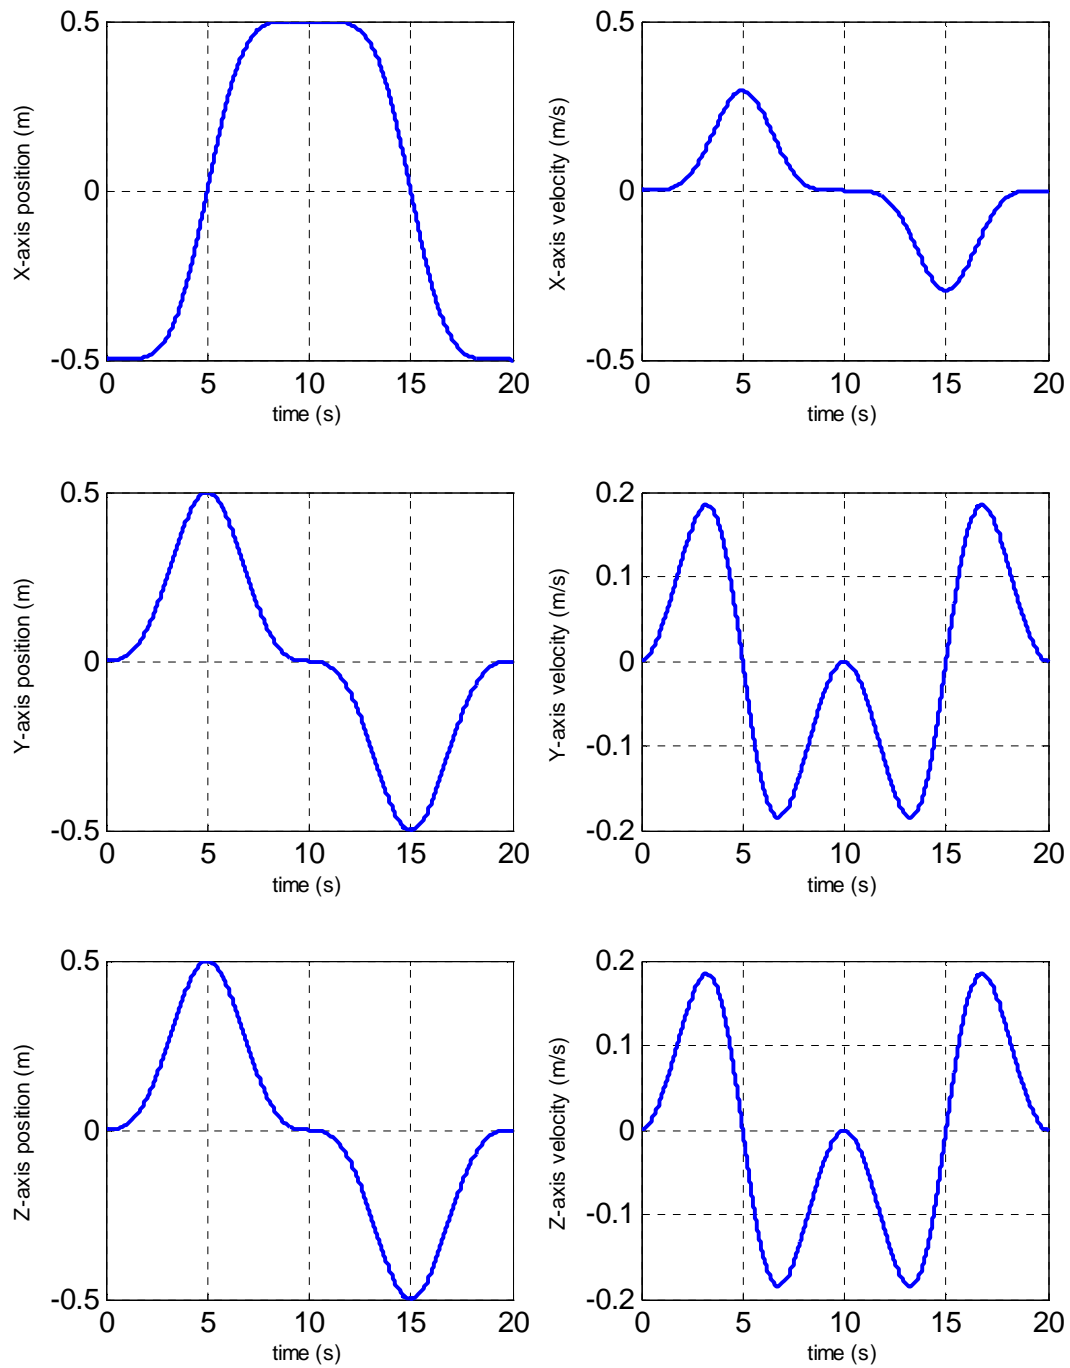 0.5
0
-0.5
0 5 10 15 20
X-axis position (m)
time (s)
0.5
0
-0.5
0 5 10 15 20
X-axis velocity (m/s)
time (s)
0.5
0
-0.5
0 5 10 15 20
Y-axis position (m)
time (s)
0.2
0.1
0
-0.1
-0.2
0 5 10 15 20
Y-axis velocity (m/s)
time (s)
0.5
0
-0.5
0 5 10 15 20
Z-axis position (m)
time (s)
0.2
0.1
0
-0.1
-0.2
0 5 10 15 20
Z-axis velocity (m/s)
time (s)